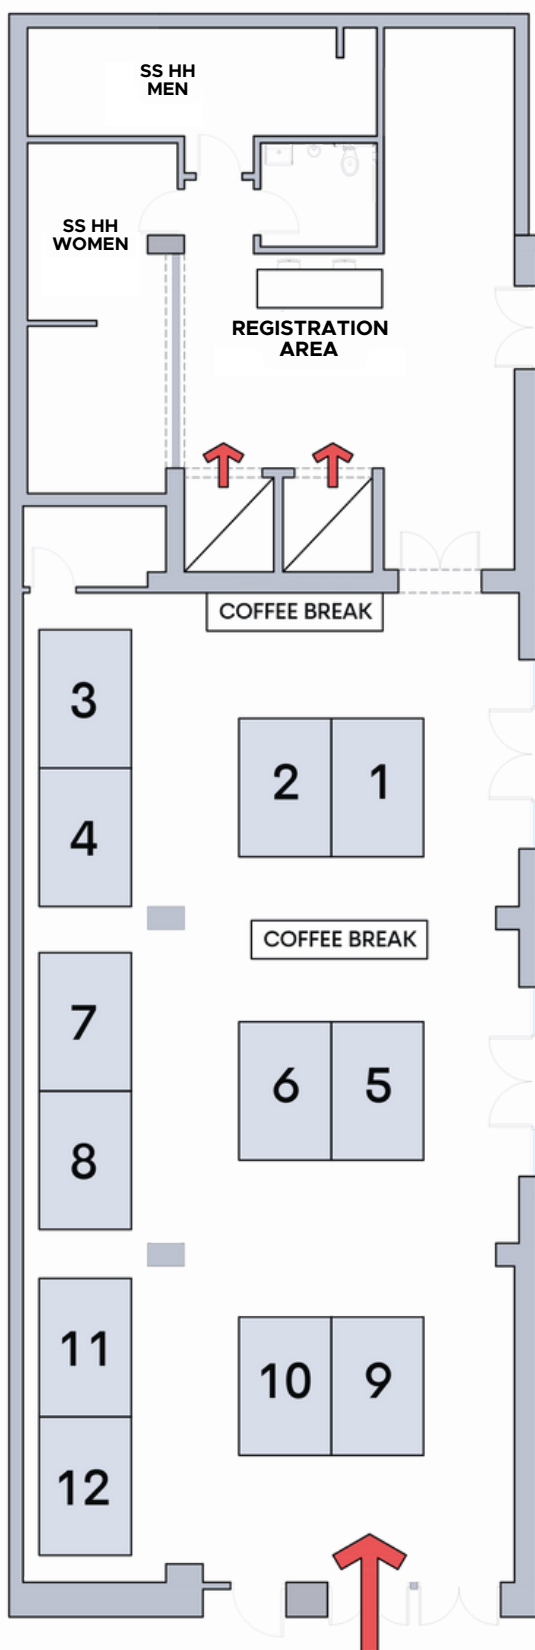 SS HH
MEN
SS HH
WOMEN
REGISTRATION
AREA
COFFEE BREAK
3
2
1
4
COFFEE BREAK
7
6
5
8
11
10
9
12